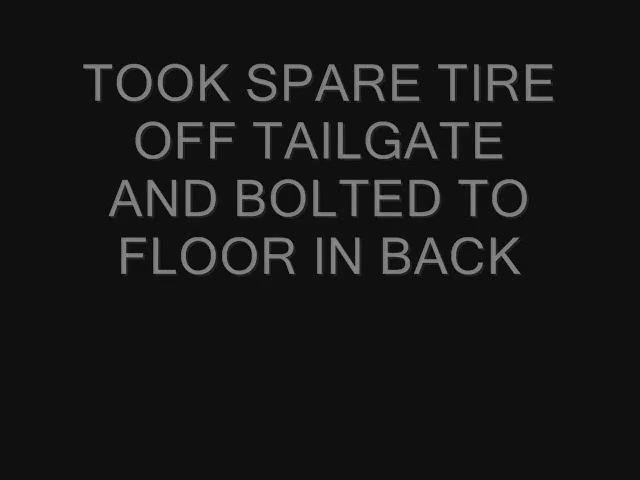 TOOK SPARE TIRE
OFF TAILGATE
AND BOLTED TO
FLOOR IN BACK